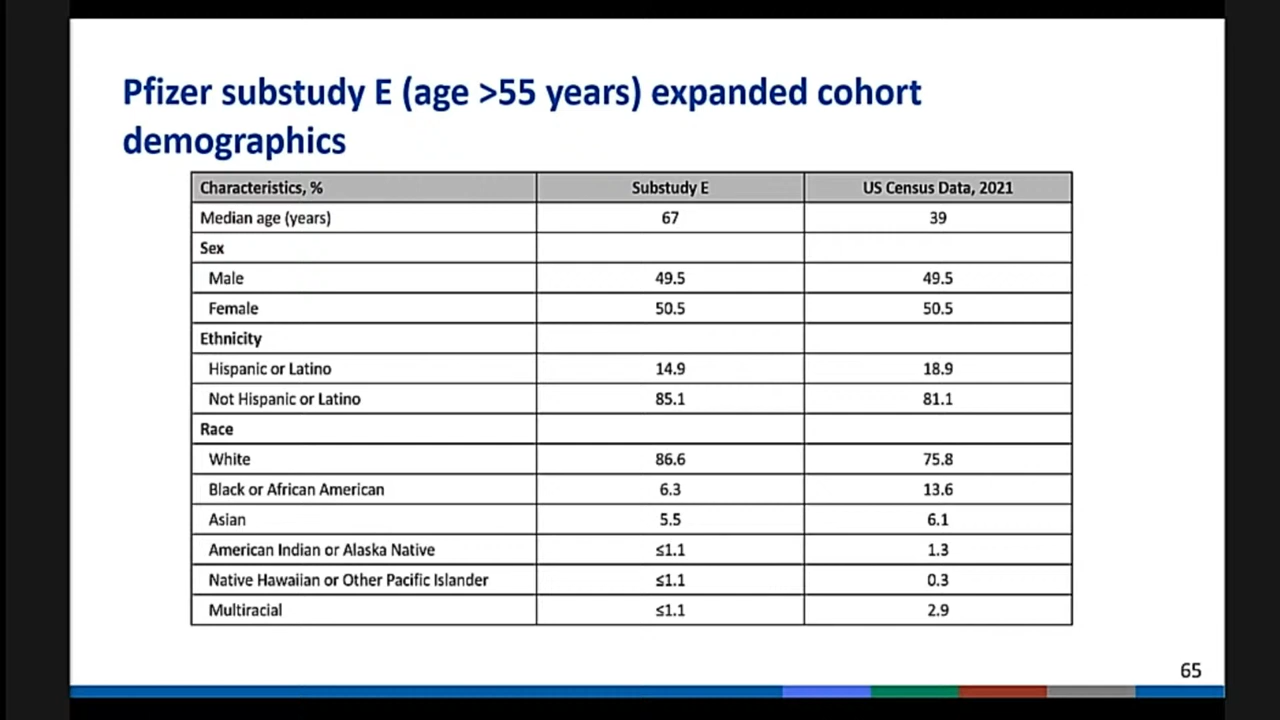 Pfizer substudy E (age >55 years) expanded cohort
demographics
Characteristics, % Substudy E US Census Data, 2021
Median age (years) 67 39
Sex
Male 49.5 49.5
Female 50.5 50.5
Ethnicity
Hispanic or Latino 14.9 18.9
Not Hispanic or Latino 85.1 81.1
Race
White 86.6 75.8
Black or African American 6.3 13.6
Asian 5.5 6.1
American Indian or Alaska Native ≤1.1 1.3
Native Hawaiian or Other Pacific Islander ≤1.1 0.3
Multiracial ≤1.1 2.9
65